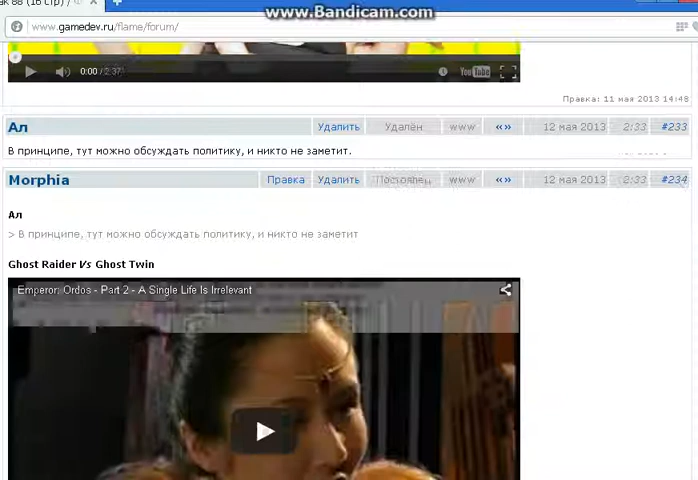 www.Bandicam.com
ак 88 (16 стр) /
www.gamedev.ru/flame/forum/
0:00 / 2:37
YouTube
Правка: 11 мая 2013 14:48
Ал Удалить Удалён www «» 12 мая 2013 2:33 #233
В принципе, тут можно обсуждать политику, и никто не заметит.
Morphia Правка Удалить Постоялец www «» 12 мая 2013 2:33 #234
Ал
> В принципе, тут можно обсуждать политику, и никто не заметит
Ghost Raider Vs Ghost Twin
Emperor: Ordos - Part 2 - A Single Life Is Irrelevant